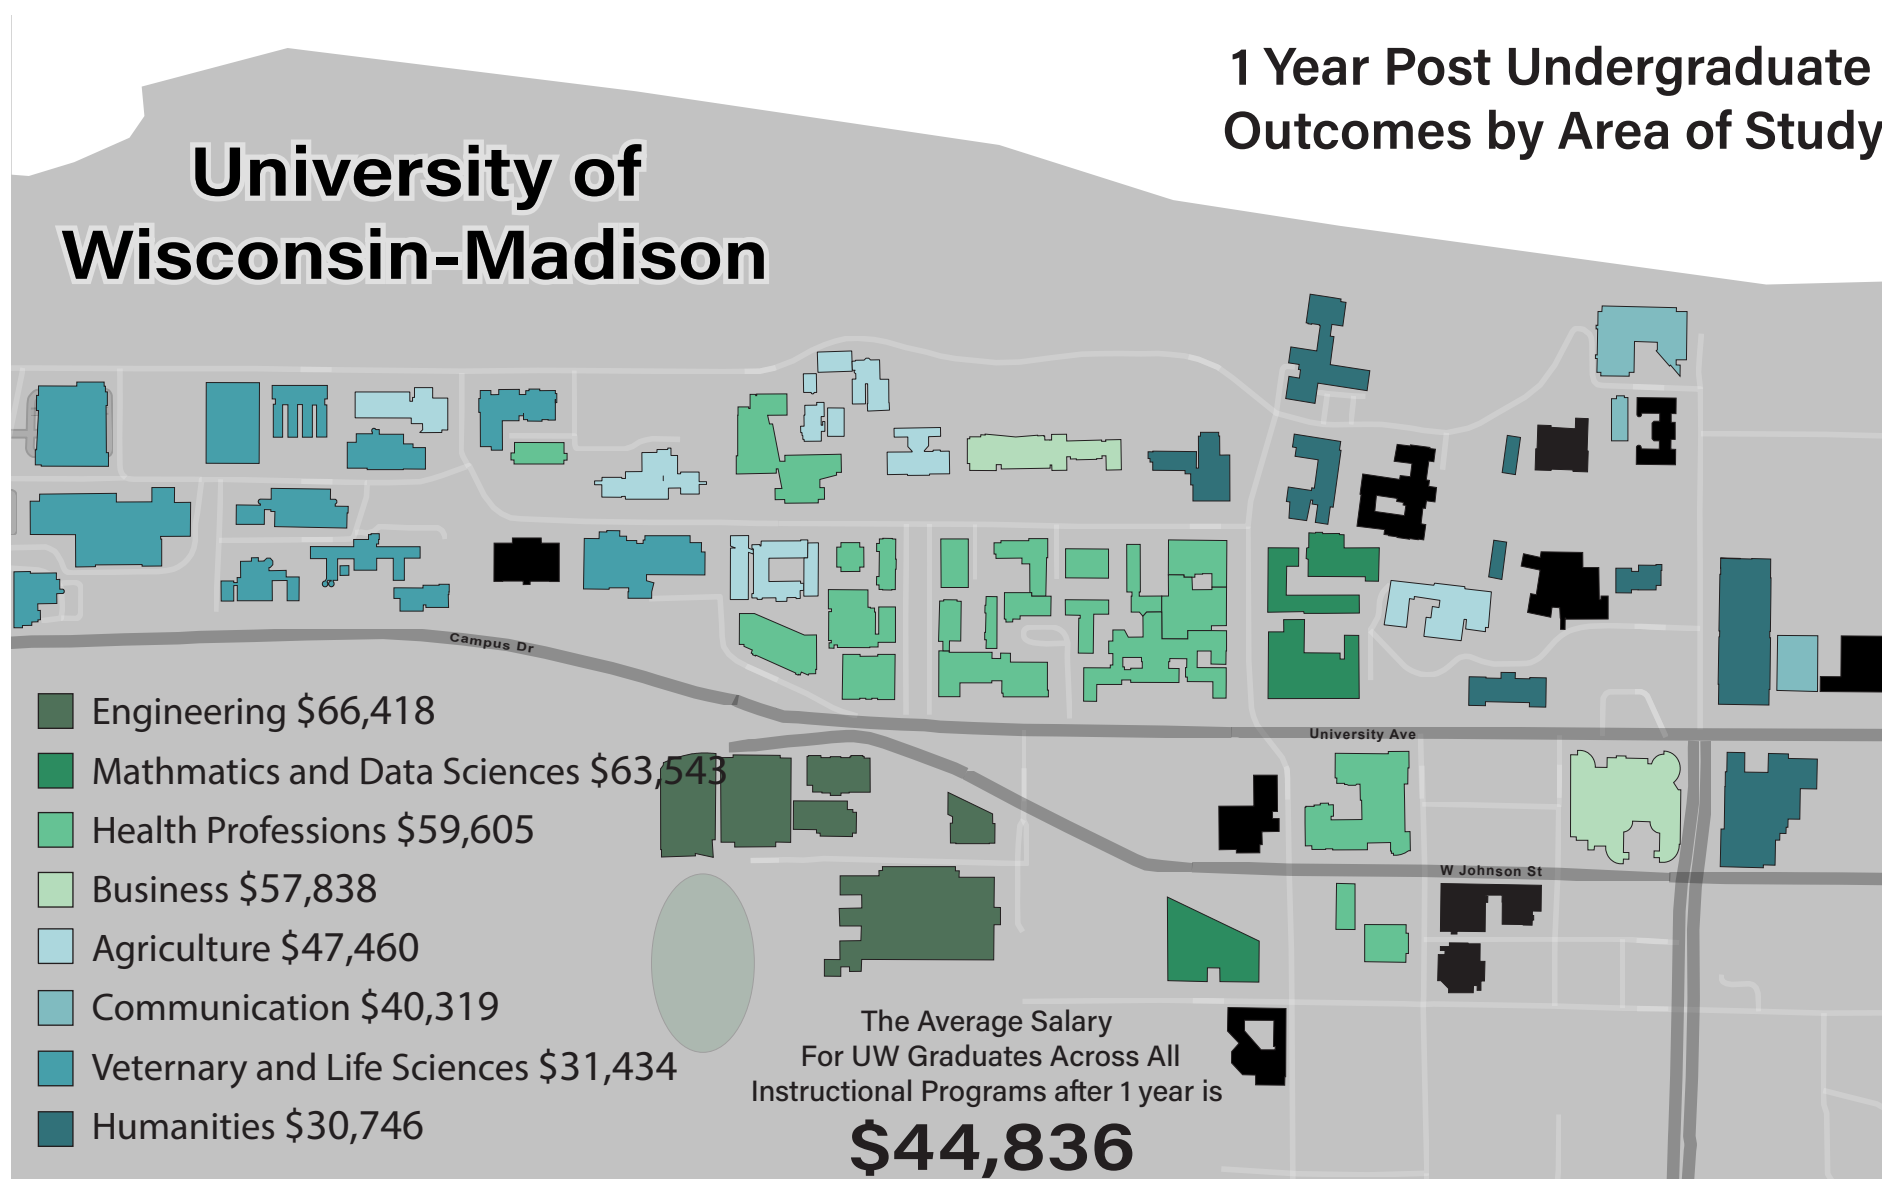 1 Year Post Undergraduate
Outcomes by Area of Study
University of
Wisconsin-Madison
Campus Dr
University Ave
W Johnson St
Engineering $66,418
Mathmatics and Data Sciences $63,543
Health Professions $59,605
Business $57,838
Agriculture $47,460
Communication $40,319
Veternary and Life Sciences $31,434
Humanities $30,746
The Average Salary
For UW Graduates Across All
Instructional Programs after 1 year is
$44,836